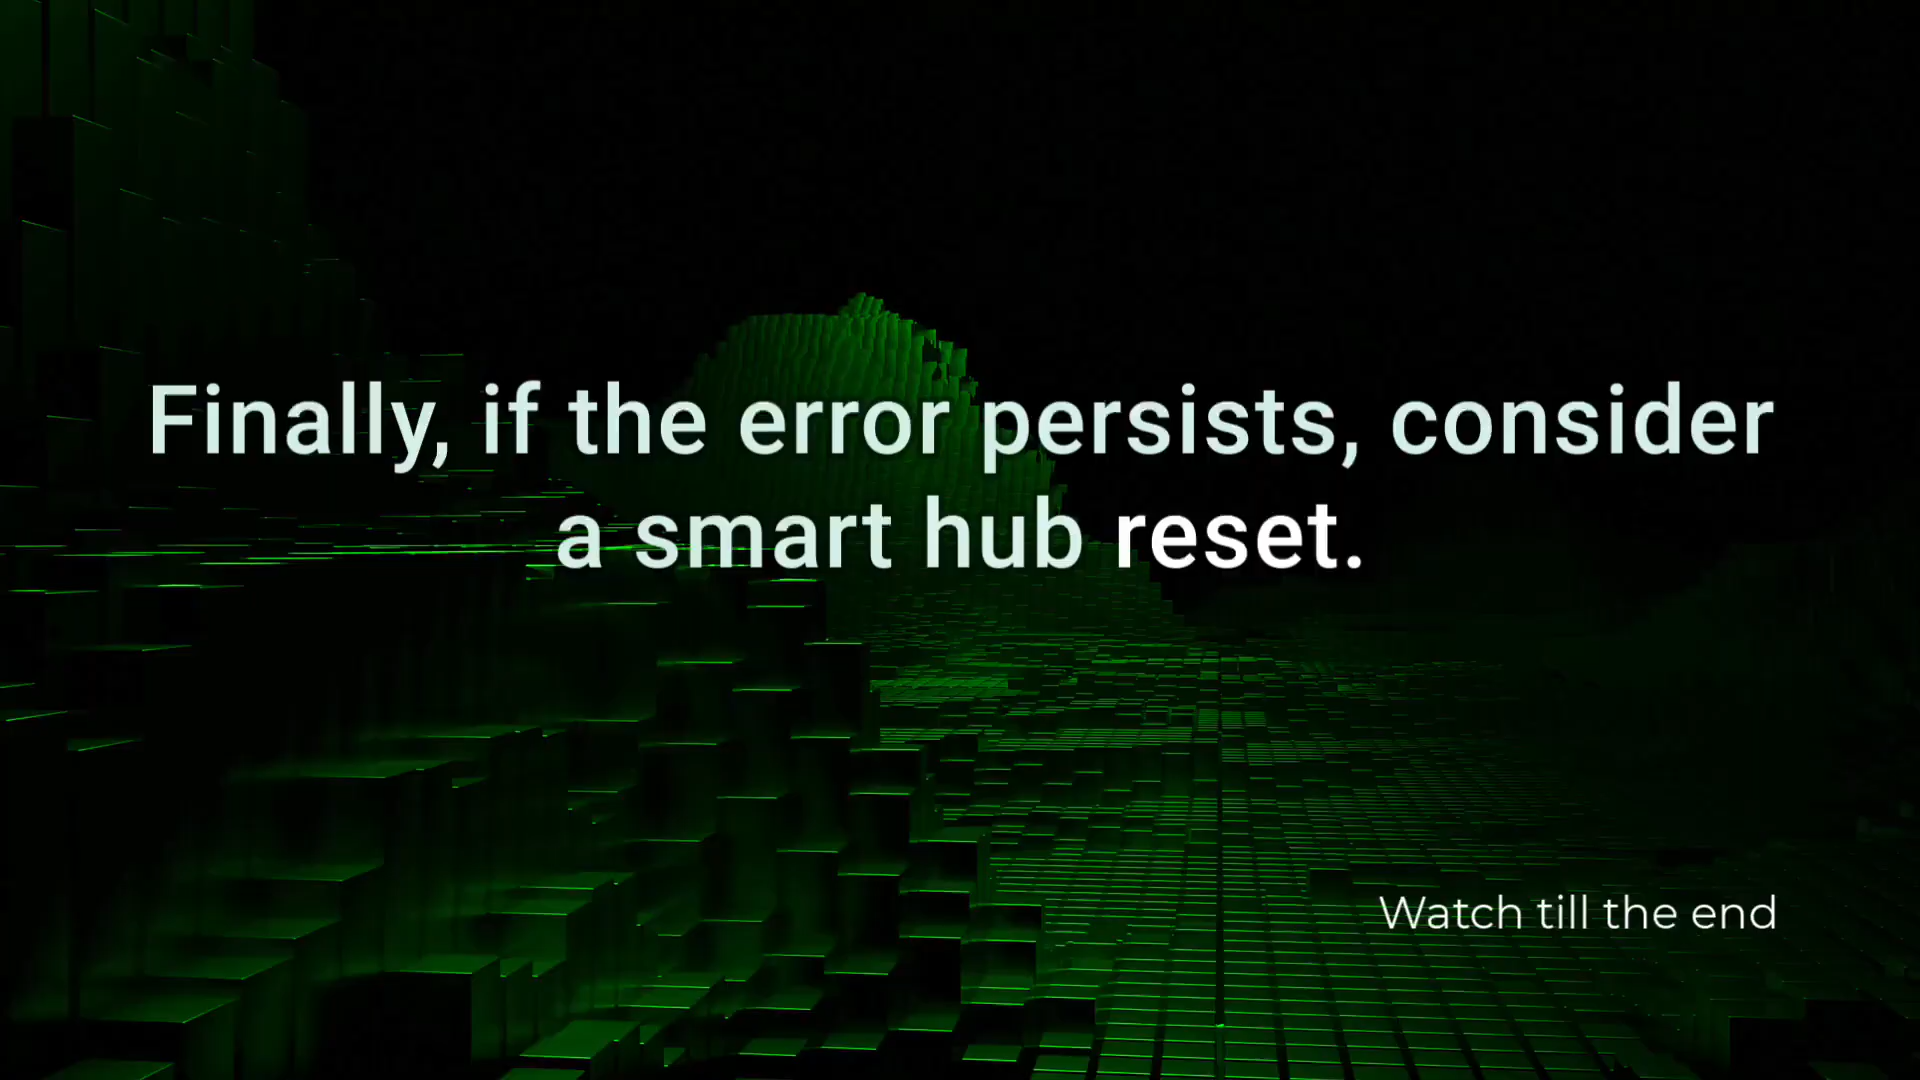 Finally, if the error persists, consider
a smart hub reset.
Watch till the end